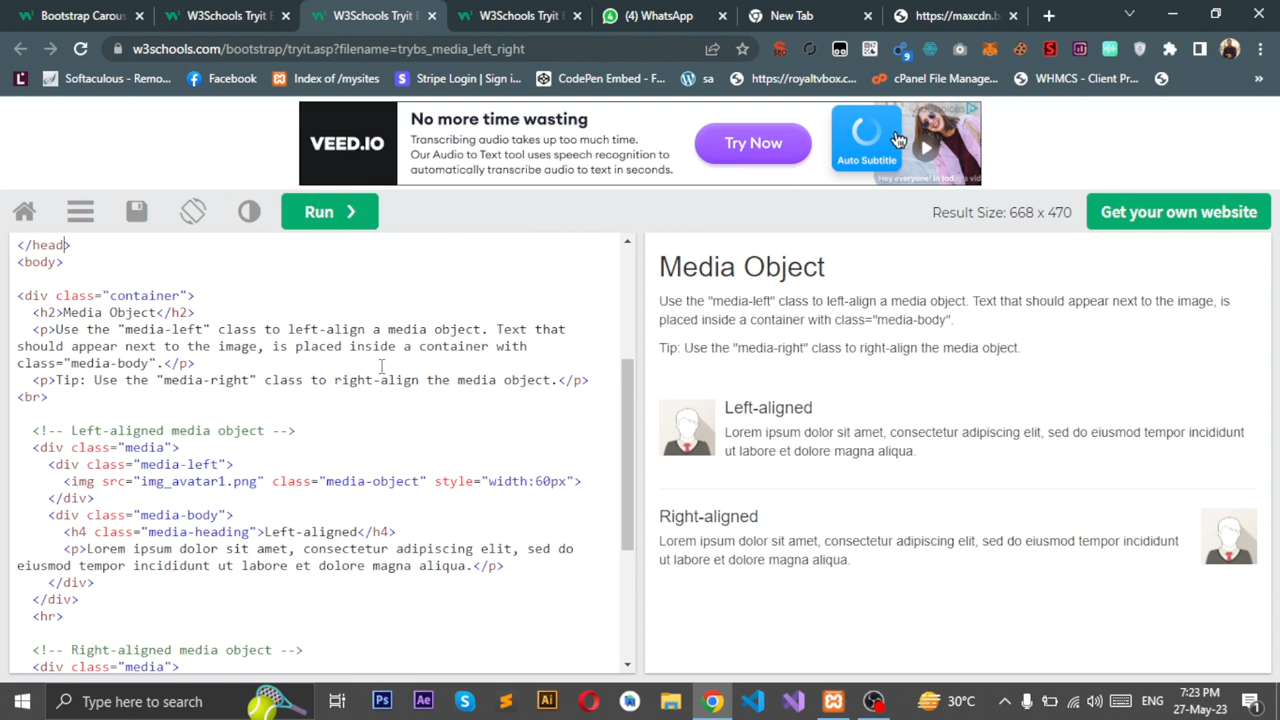 Bootstrap Carous
W3Schools Tryit E
W3Schools Tryit E
W3Schools Tryit E
(4) WhatsApp
New Tab
https://maxcdn.b
w3schools.com/bootstrap/tryit.asp?filename=trybs_media_left_right
9
Softaculous - Remo...
Facebook
Index of /mysites
Stripe Login | Sign i...
CodePen Embed - F...
sa
https://royaltvbox.c...
cPanel File Manage...
WHMCS - Client Pr...
»
VEED.IO
No more time wasting
Transcribing audio takes up too much time.
Our Audio to Text tool uses speech recognition to
automatically transcribe audio to text in seconds.
Try Now
Auto Subtitle
Run ❯
Result Size: 668 x 470
Get your own website
</head>
<body>
<div class="container">
<h2>Media Object</h2>
<p>Use the "media-left" class to left-align a media object. Text that
should appear next to the image, is placed inside a container with
class="media-body".</p>
<p>Tip: Use the "media-right" class to right-align the media object.</p>
<br>
<!-- Left-aligned media object -->
<div class="media">
<div class="media-left">
<img src="img_avatar1.png" class="media-object" style="width:60px">
</div>
<div class="media-body">
<h4 class="media-heading">Left-aligned</h4>
<p>Lorem ipsum dolor sit amet, consectetur adipiscing elit, sed do
eiusmod tempor incididunt ut labore et dolore magna aliqua.</p>
</div>
</div>
<hr>
<!-- Right-aligned media object -->
<div class="media">
Media Object
Use the "media-left" class to left-align a media object. Text that should appear next to the image, is
placed inside a container with class="media-body".
Tip: Use the "media-right" class to right-align the media object.
Left-aligned
Lorem ipsum dolor sit amet, consectetur adipiscing elit, sed do eiusmod tempor incididunt
ut labore et dolore magna aliqua.
Right-aligned
Lorem ipsum dolor sit amet, consectetur adipiscing elit, sed do eiusmod tempor incididunt
ut labore et dolore magna aliqua.
Type here to search
Ps
Ae
Ai
30°C
ENG
7:23 PM
27-May-23
1